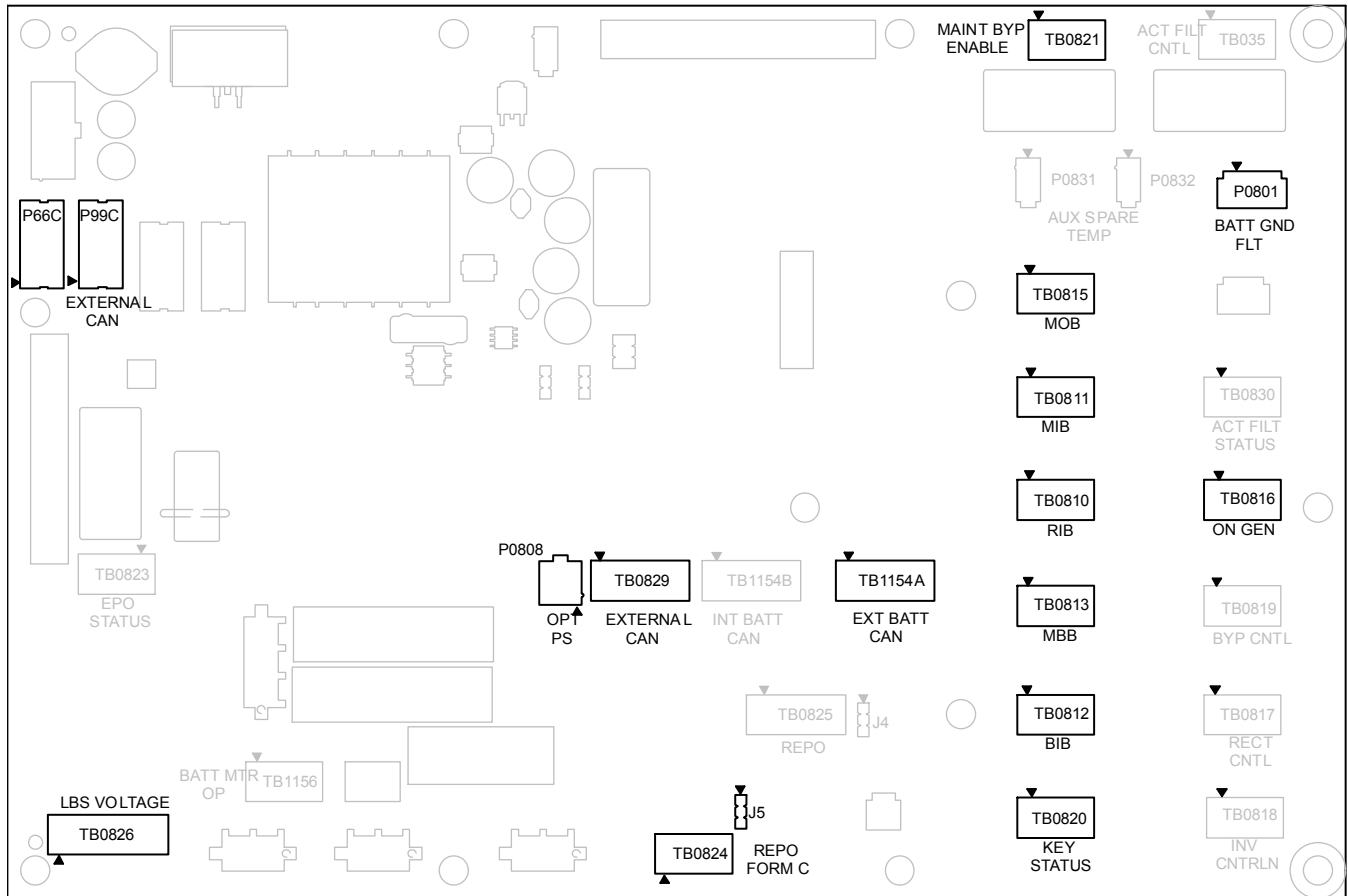 MAINT BYP
ENABLE
TB0821
ACT FILT
CNTL
TB035
P0831
P0832
AUX SPARE
TEMP
P0801
BATT GND
FLT
P66C
P99C
EXTERNAL
CAN
TB0815
MOB
TB0811
MIB
TB0830
ACT FILT
STATUS
TB0810
RIB
TB0816
ON GEN
TB0823
EPO
STATUS
P0808
OPT
PS
TB0829
EXTERNAL
CAN
TB1154B
INT BATT
CAN
TB1154A
EXT BATT
CAN
TB0813
MBB
TB0819
BYP CNTL
TB0825
REPO
J4
TB0812
BIB
TB0817
RECT
CNTL
BATT MTR
OP
TB1156
LBS VOLTAGE
TB0826
J5
TB0824
REPO
FORM C
TB0820
KEY
STATUS
TB0818
INV
CNTRLN